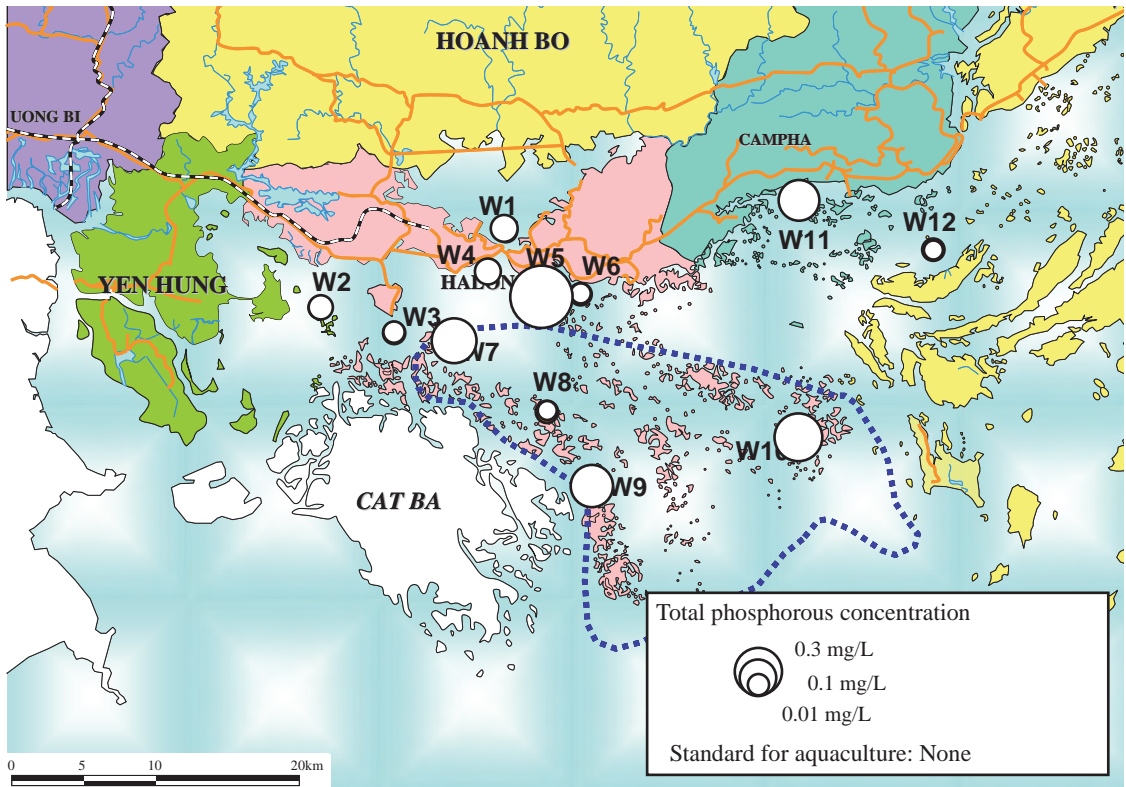 HOANH BO
UONG BI
CAMPHA
W1
W12
W11
W4
W5
W6
HALON
YEN HUNG
W2
W3
W7
W8
W10
W9
CAT BA
Total phosphorous concentration
0.3 mg/L
0.1 mg/L
0.01 mg/L
Standard for aquaculture: None
0
5
10
20km